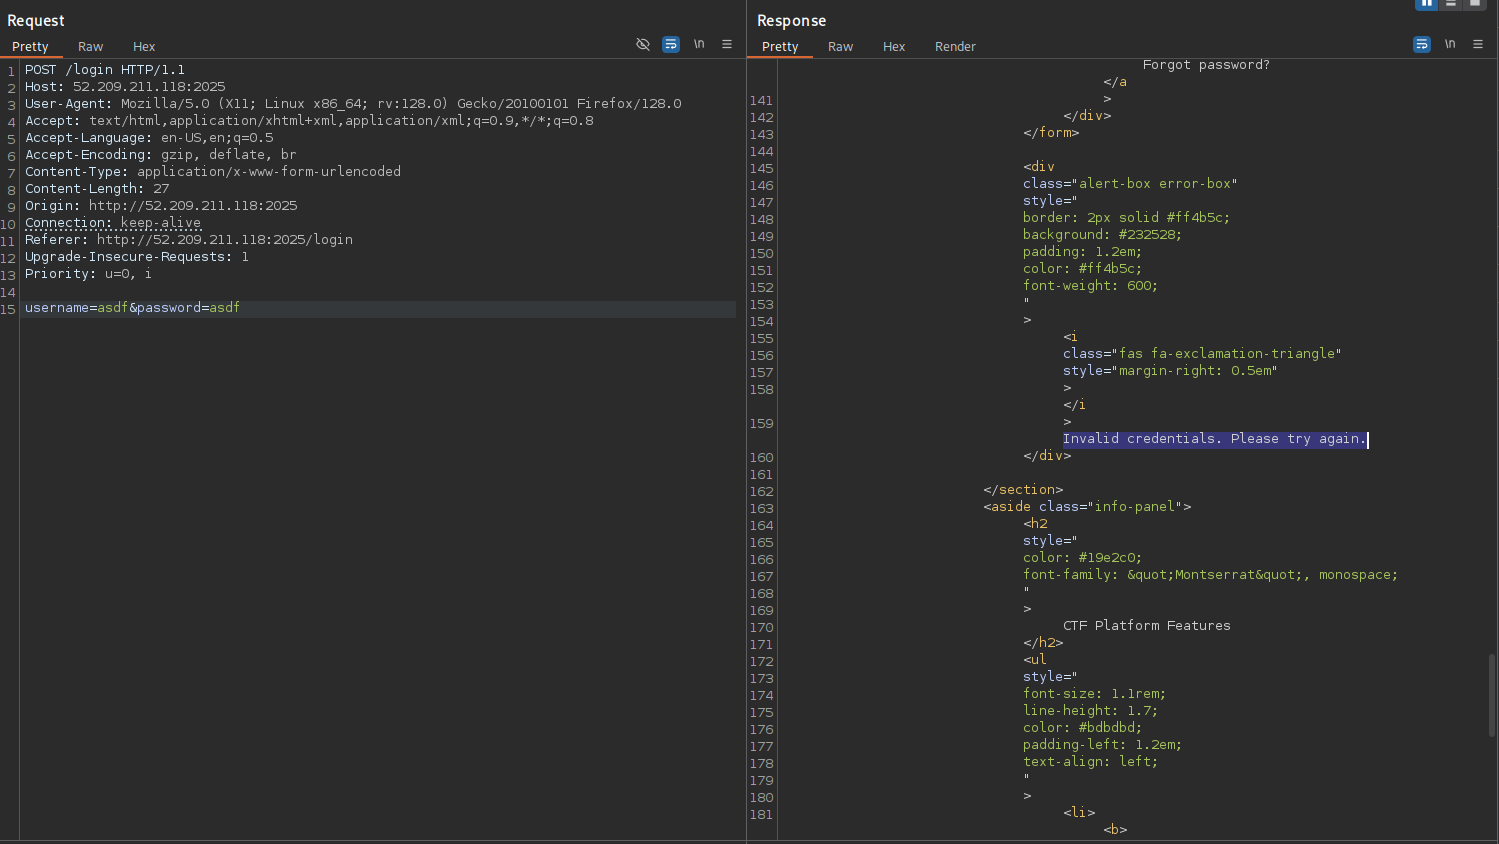 Request
Pretty Raw Hex
\n
1 POST /login HTTP/1.1
2 Host: 52.209.211.118:2025
3 User-Agent: Mozilla/5.0 (X11; Linux x86_64; rv:128.0) Gecko/20100101 Firefox/128.0
4 Accept: text/html,application/xhtml+xml,application/xml;q=0.9,*/*;q=0.8
5 Accept-Language: en-US,en;q=0.5
6 Accept-Encoding: gzip, deflate, br
7 Content-Type: application/x-www-form-urlencoded
8 Content-Length: 27
9 Origin: http://52.209.211.118:2025
10 Connection: keep-alive
11 Referer: http://52.209.211.118:2025/login
12 Upgrade-Insecure-Requests: 1
13 Priority: u=0, i
14
15 username=asdf&password=asdf
Response
Pretty Raw Hex Render
\n
Forgot password?
</a
141 >
142 </div>
143 </form>
144
145 <div
146 class="alert-box error-box"
147 style="
148 border: 2px solid #ff4b5c;
149 background: #232528;
150 padding: 1.2em;
151 color: #ff4b5c;
152 font-weight: 600;
153 "
154 >
155 <i
156 class="fas fa-exclamation-triangle"
157 style="margin-right: 0.5em"
158 >
</i
159 >
Invalid credentials. Please try again.
160 </div>
161
162 </section>
163 <aside class="info-panel">
164 <h2
165 style="
166 color: #19e2c0;
167 font-family: &quot;Montserrat&quot;, monospace;
168 "
169 >
170 CTF Platform Features
171 </h2>
172 <ul
173 style="
174 font-size: 1.1rem;
175 line-height: 1.7;
176 color: #bdbdbd;
177 padding-left: 1.2em;
178 text-align: left;
179 "
180 >
181 <li>
<b>